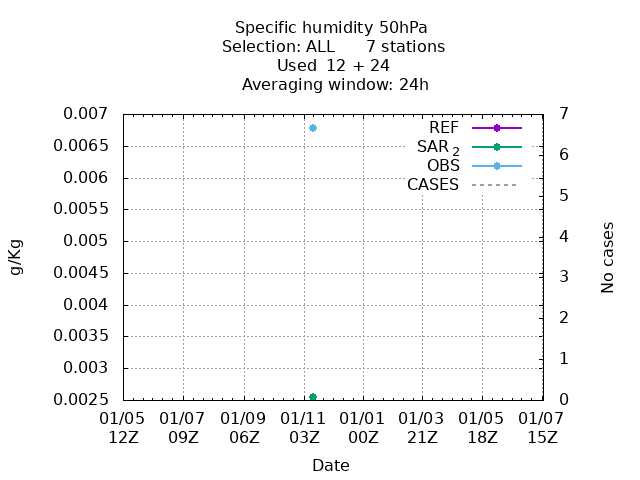 Specific humidity 50hPa
Selection: ALL      7 stations
Used  12 + 24
Averaging window: 24h
0.007
0.0065
0.006
0.0055
0.005
0.0045
0.004
0.0035
0.003
0.0025
g/Kg
REF
SAR 2
OBS
CASES
7
6
5
4
3
2
1
0
No cases
01/05 01/07 01/09 01/11 01/01 01/03 01/05 01/07
12Z 09Z 06Z 03Z 00Z 21Z 18Z 15Z
Date